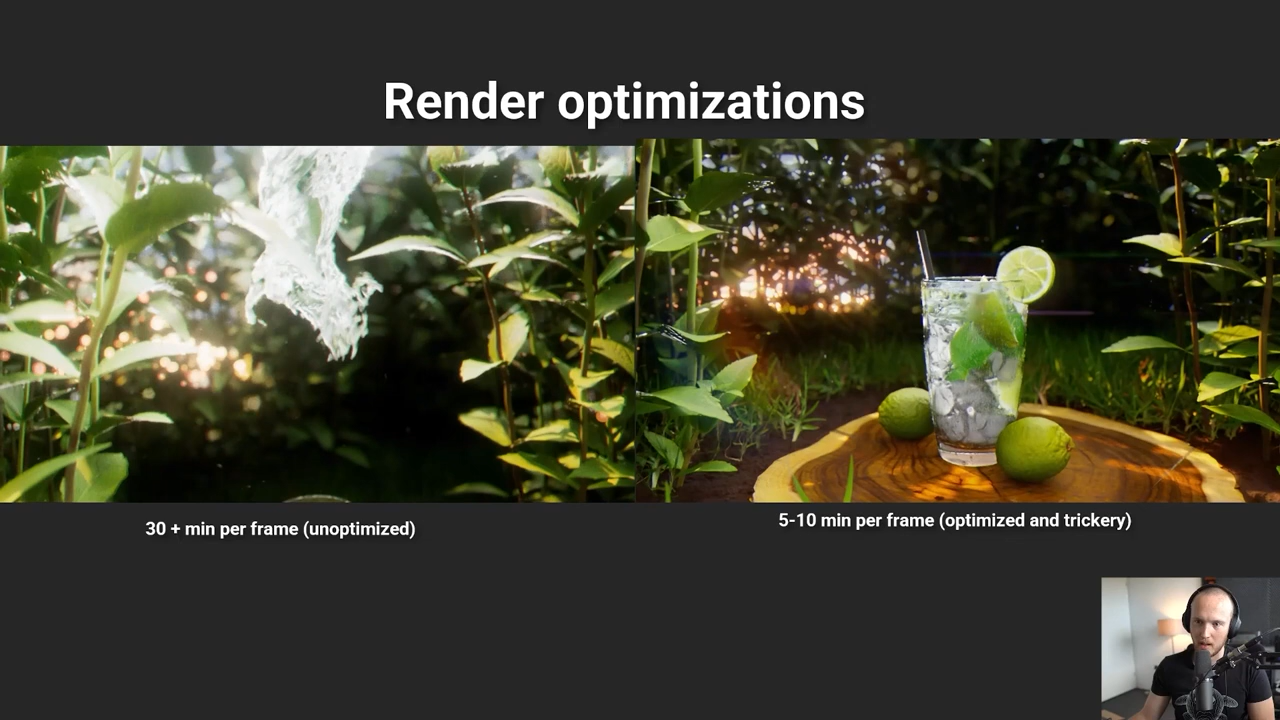 Render optimizations
30 + min per frame (unoptimized)
5-10 min per frame (optimized and trickery)